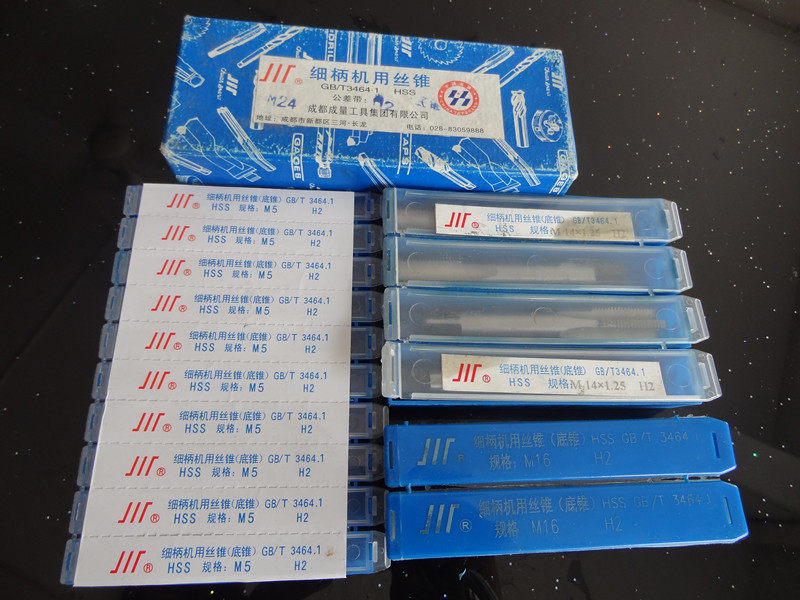 细柄机用丝锥
GB/T3464·1 HSS
公差带: H2
M24
成都成量工具集团有限公司
地址: 成都市新都区三河·长龙 电话: 028-83059888
GAGES
TAPS
细柄机用丝锥(底锥) GB/T 3464.1
HSS 规格: M5 H2
细柄机用丝锥(底锥) GB/T 3464.1
HSS 规格: M5 H2
细柄机用丝锥(底锥) GB/T 3464.1
HSS 规格: M5 H2
细柄机用丝锥(底锥) GB/T 3464.1
HSS 规格: M5 H2
细柄机用丝锥(底锥) GB/T 3464.1
HSS 规格: M5 H2
细柄机用丝锥(底锥) GB/T 3464.1
HSS 规格: M5 H2
细柄机用丝锥(底锥) GB/T 3464.1
HSS 规格: M5 H2
细柄机用丝锥(底锥) GB/T 3464.1
HSS 规格: M5 H2
细柄机用丝锥(底锥) GB/T 3464.1
HSS 规格: M5 H2
细柄机用丝锥(底锥) GB/T 3464.1
HSS 规格: M5 H2
细柄机用丝锥(底锥) GB/T3464.1
HSS 规格: M 14×1.25 H2
细柄机用丝锥(底锥) GB/T3464.1
HSS 规格: M 14×1.25 H2
细柄机用丝锥(底锥) HSS GB/T 3464.1
规格: M16 H2
细柄机用丝锥(底锥) HSS GB/T 3464.1
规格: M16 H2